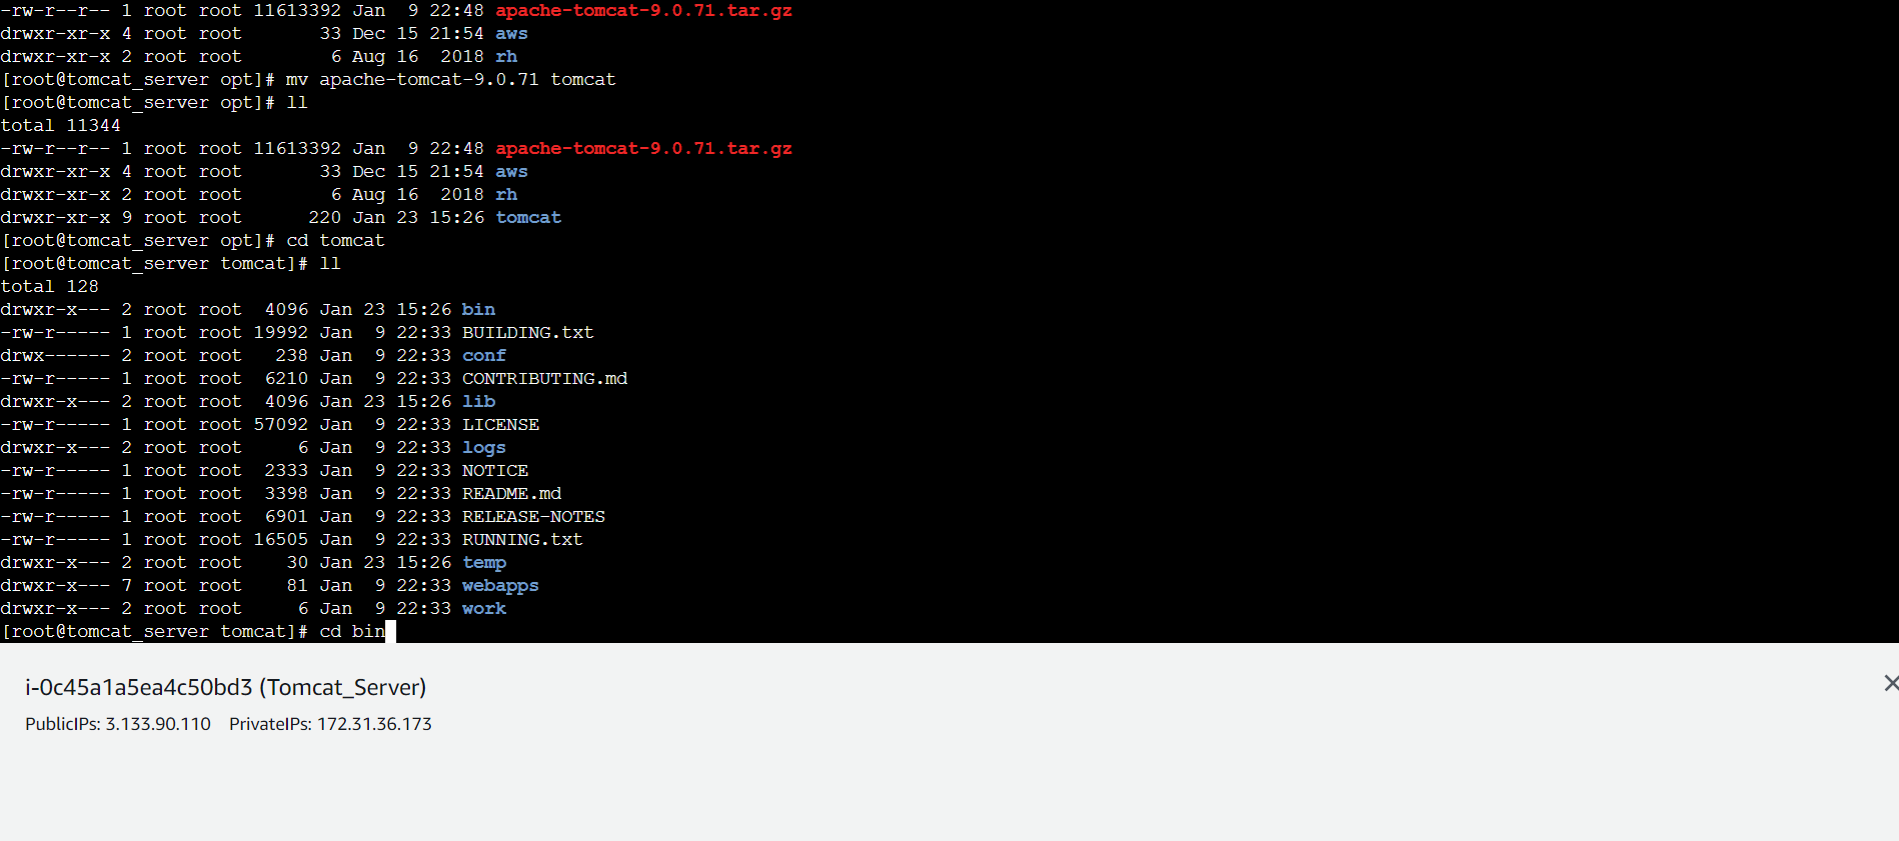 -rw-r--r-- 1 root root 11613392 Jan  9 22:48 apache-tomcat-9.0.71.tar.gz
drwxr-xr-x 4 root root       33 Dec 15 21:54 aws
drwxr-xr-x 2 root root        6 Aug 16  2018 rh
[root@tomcat_server opt]# mv apache-tomcat-9.0.71 tomcat
[root@tomcat_server opt]# ll
total 11344
-rw-r--r-- 1 root root 11613392 Jan  9 22:48 apache-tomcat-9.0.71.tar.gz
drwxr-xr-x 4 root root       33 Dec 15 21:54 aws
drwxr-xr-x 2 root root        6 Aug 16  2018 rh
drwxr-xr-x 9 root root      220 Jan 23 15:26 tomcat
[root@tomcat_server opt]# cd tomcat
[root@tomcat_server tomcat]# ll
total 128
drwxr-x--- 2 root root  4096 Jan 23 15:26 bin
-rw-r----- 1 root root 19992 Jan  9 22:33 BUILDING.txt
drwx------ 2 root root   238 Jan  9 22:33 conf
-rw-r----- 1 root root  6210 Jan  9 22:33 CONTRIBUTING.md
drwxr-x--- 2 root root  4096 Jan 23 15:26 lib
-rw-r----- 1 root root 57092 Jan  9 22:33 LICENSE
drwxr-x--- 2 root root     6 Jan  9 22:33 logs
-rw-r----- 1 root root  2333 Jan  9 22:33 NOTICE
-rw-r----- 1 root root  3398 Jan  9 22:33 README.md
-rw-r----- 1 root root  6901 Jan  9 22:33 RELEASE-NOTES
-rw-r----- 1 root root 16505 Jan  9 22:33 RUNNING.txt
drwxr-x--- 2 root root    30 Jan 23 15:26 temp
drwxr-x--- 7 root root    81 Jan  9 22:33 webapps
drwxr-x--- 2 root root     6 Jan  9 22:33 work
[root@tomcat_server tomcat]# cd bin
i-0c45a1a5ea4c50bd3 (Tomcat_Server)
PublicIPs: 3.133.90.110 PrivateIPs: 172.31.36.173